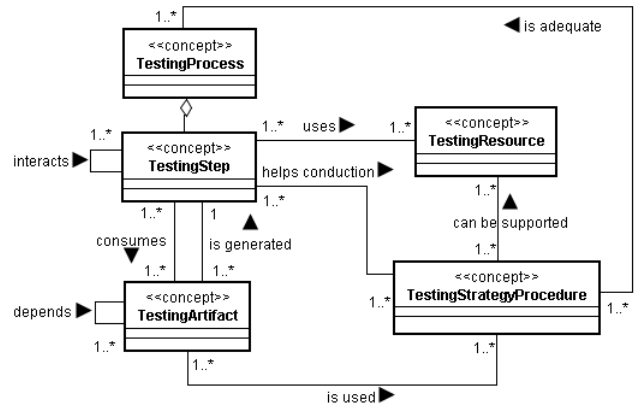 1..*
is adequate
<<concept>>
TestingProcess
1..*
<<concept>>
TestingStep
1..*
uses
1..*
<<concept>>
TestingResource
interacts
helps conduction
1..*
1..*
1..*
1
can be supported
consumes
is generated
1..*
1..*
1..*
<<concept>>
TestingStrategyProcedure
<<concept>>
TestingArtifact
depends
1..*
1..*
1..*
1..*
1..*
is used